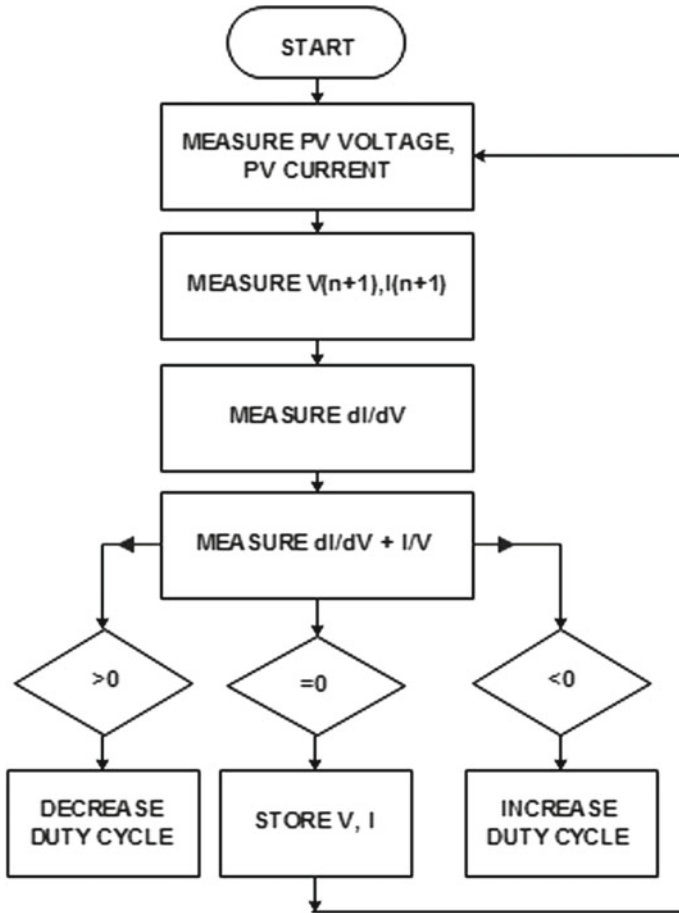 START
MEASURE PV VOLTAGE,
PV CURRENT
MEASURE V(n+1),I(n+1)
MEASURE dI/dV
MEASURE dI/dV + I/V
>0
=0
<0
DECREASE
DUTY CYCLE
STORE V, I
INCREASE
DUTY CYCLE